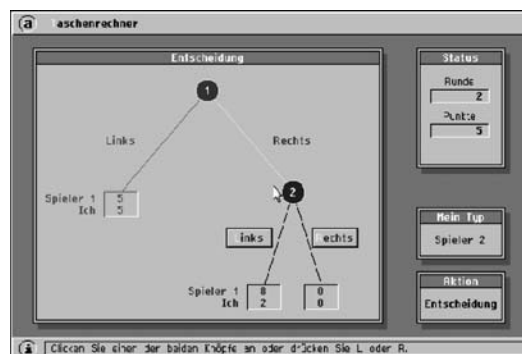 a Taschenrechner
Entscheidung
1
Links
Rechts
Spieler 1 5
Ich 5
2
Links
Rechts
Spieler 1 8 0
Ich 2 0
Status
Runde
2
Punkte
5
Mein Typ
Spieler 2
Aktion
Entscheidung
i Clicken Sie einer der beiden Knöpfe an oder drücken Sie L oder R.